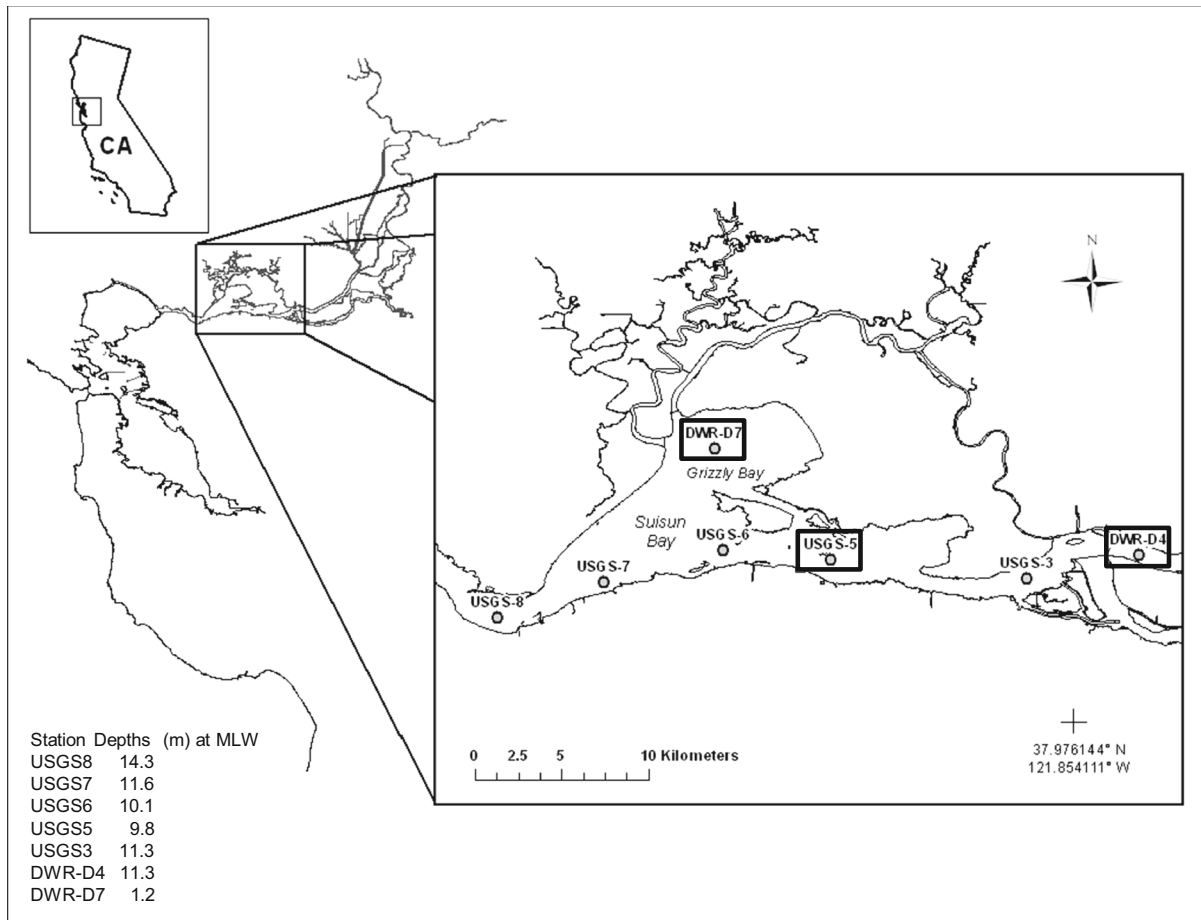 CA
N
DWR-D7
Grizzly Bay
Suisun
Bay
USGS-6
USGS-5
DWR-D4
USGS-7
USGS-3
USGS-8
0 2.5 5 10 Kilometers
37.976144° N
121.854111° W
Station Depths (m) at MLW
USGS8 14.3
USGS7 11.6
USGS6 10.1
USGS5 9.8
USGS3 11.3
DWR-D4 11.3
DWR-D7 1.2